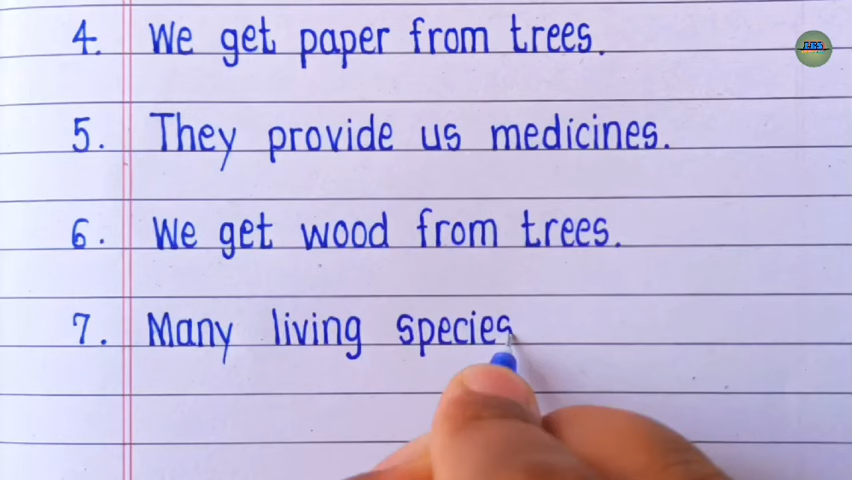 4. We get paper from trees.
5. They provide us medicines.
6. We get wood from trees.
7. Many living species